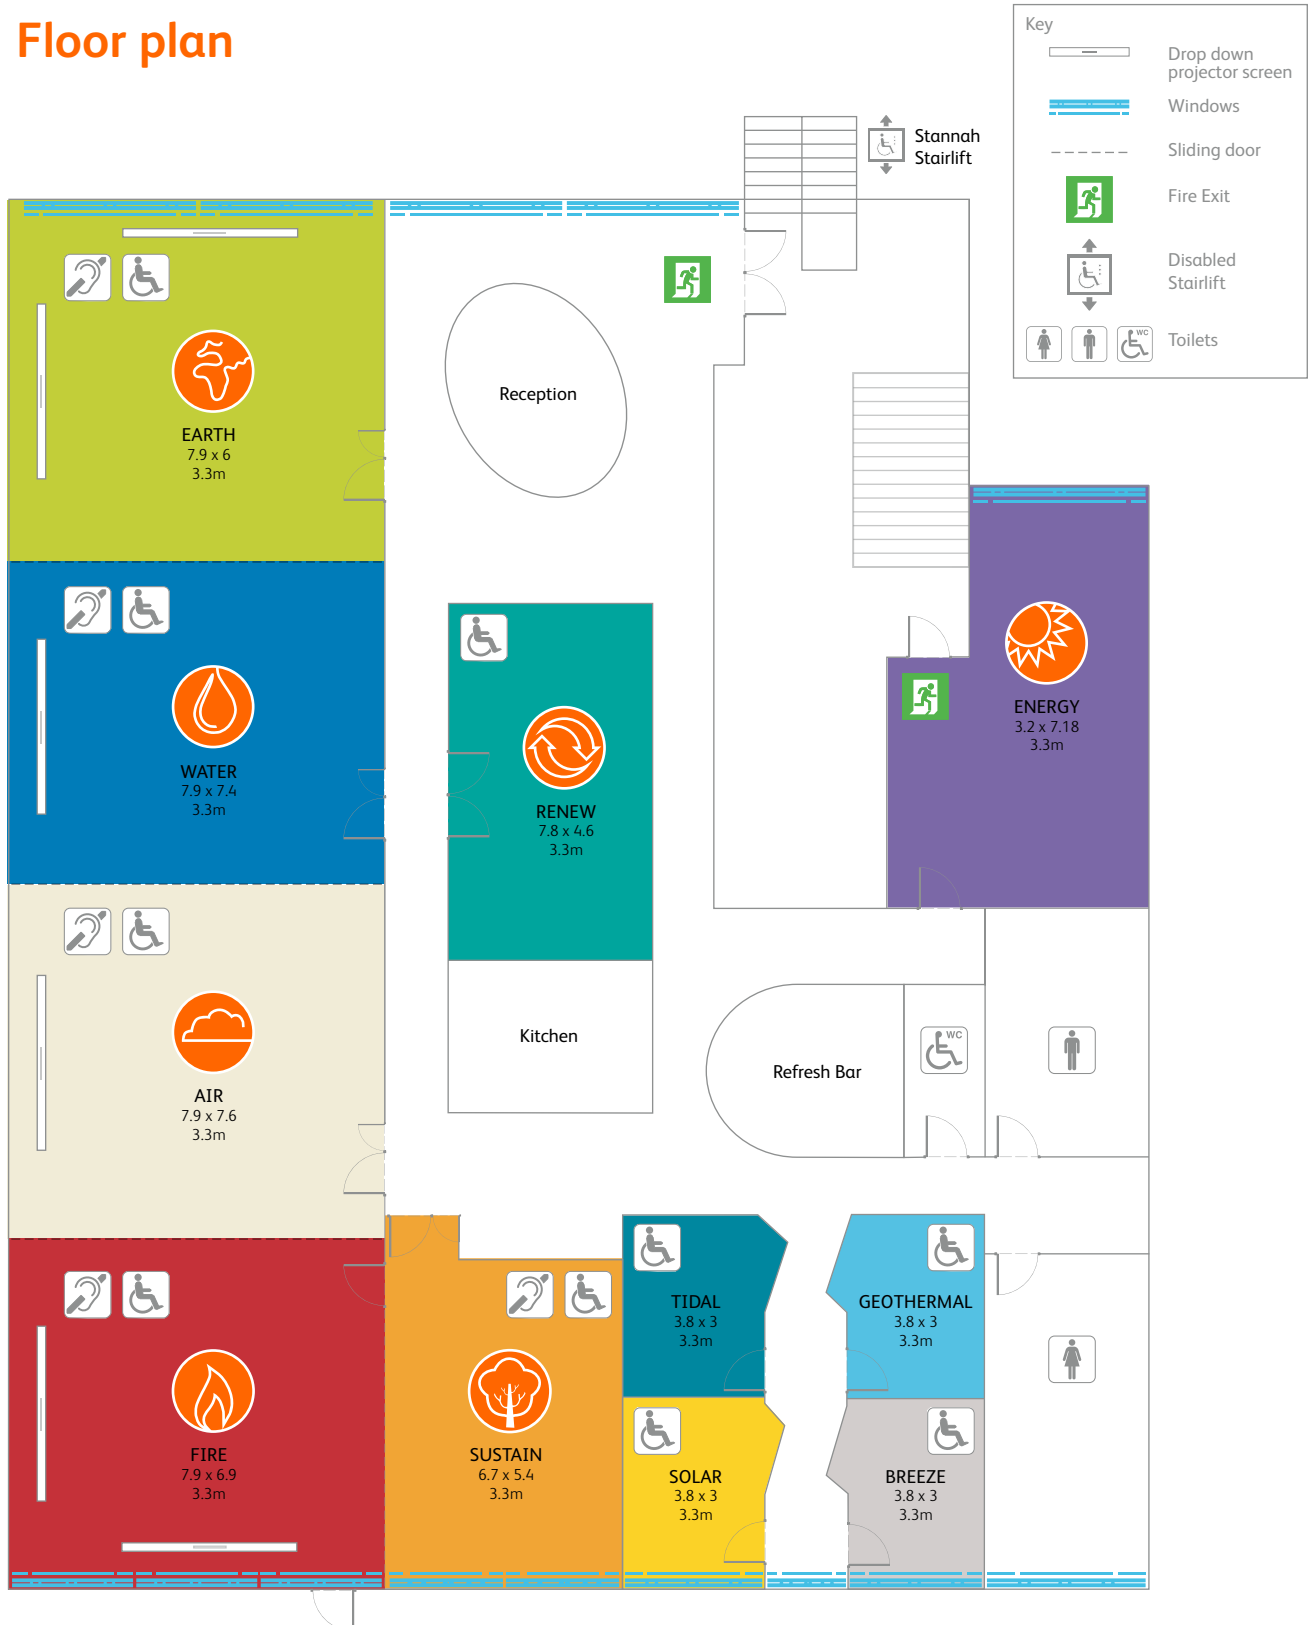 Floor plan
Key
Drop down
projector screen
Windows
Sliding door
Fire Exit
Disabled
Stairlift
WC
Toilets
Stannah
Stairlift
Reception
EARTH
7.9 x 6
3.3m
WATER
7.9 x 7.4
3.3m
RENEW
7.8 x 4.6
3.3m
ENERGY
3.2 x 7.18
3.3m
AIR
7.9 x 7.6
3.3m
Kitchen
Refresh Bar
WC
TIDAL
3.8 x 3
3.3m
GEOTHERMAL
3.8 x 3
3.3m
FIRE
7.9 x 6.9
3.3m
SUSTAIN
6.7 x 5.4
3.3m
SOLAR
3.8 x 3
3.3m
BREEZE
3.8 x 3
3.3m